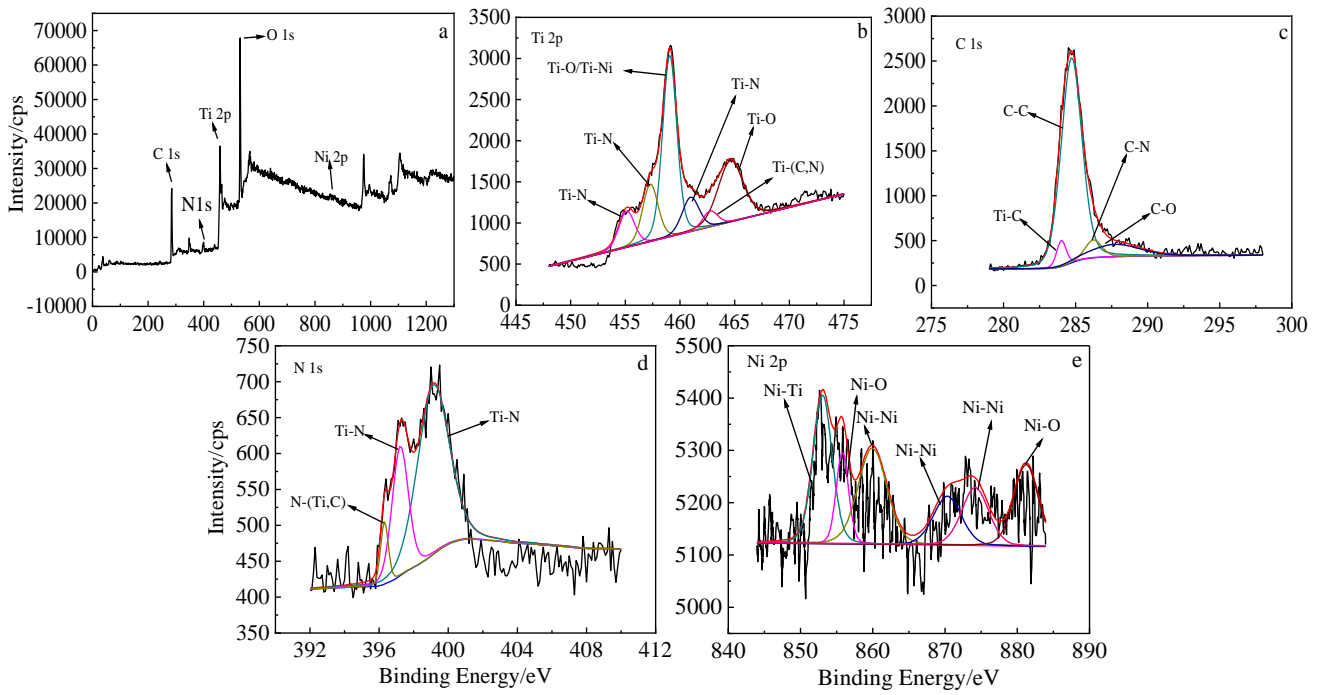 a
O 1s
Ti 2p
C 1s
N1s
Ni 2p
Intensity/cps
70000
60000
50000
40000
30000
20000
10000
0
-10000
0 200 400 600 800 1000 1200
b
Ti 2p
Ti-O/Ti-Ni
Ti-N
Ti-O
Ti-N
Ti-(C,N)
Ti-N
3500
3000
2500
2000
1500
1000
500
0
445 450 455 460 465 470 475
c
C 1s
C-C
C-N
Ti-C
C-O
3000
2500
2000
1500
1000
500
0
275 280 285 290 295 300
d
N 1s
Ti-N
Ti-N
N-(Ti,C)
Intensity/cps
750
700
650
600
550
500
450
400
350
392 396 400 404 408 412
Binding Energy/eV
e
Ni 2p
Ni-Ti
Ni-O
Ni-Ni
Ni-Ni
Ni-Ni
Ni-O
5500
5400
5300
5200
5100
5000
840 850 860 870 880 890
Binding Energy/eV